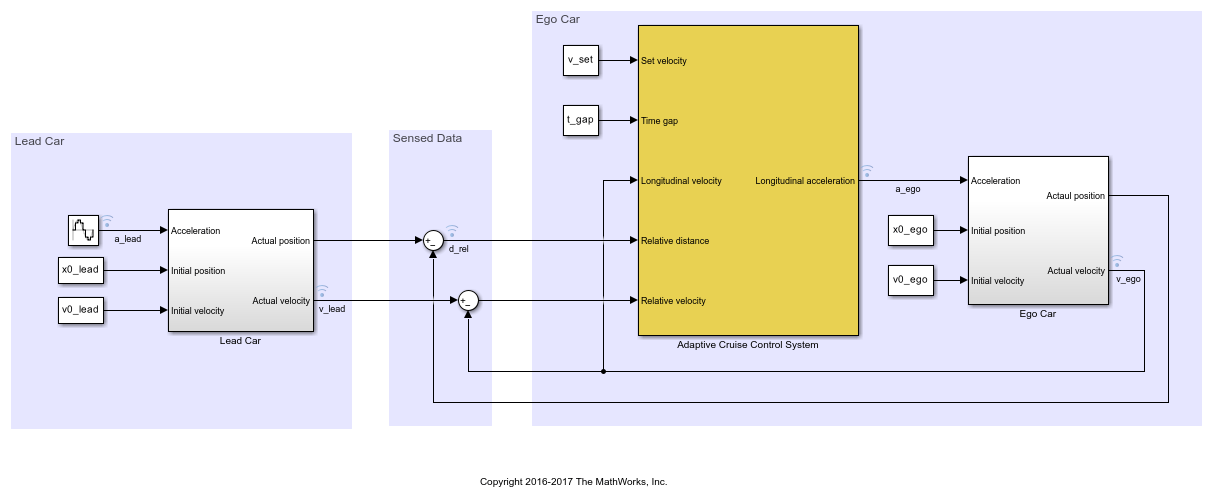 Ego Car
v_set
Set velocity
t_gap
Time gap
Lead Car
Sensed Data
Longitudinal velocity
Longitudinal acceleration
a_ego
Acceleration
Actaul position
a_lead
Acceleration
Actual position
+
_
d_rel
Relative distance
x0_ego
Initial position
x0_lead
Initial position
v0_ego
Initial velocity
Actual velocity
v_ego
v0_lead
Initial velocity
Actual velocity
v_lead
+
_
Relative velocity
Lead Car
Ego Car
Adaptive Cruise Control System
Copyright 2016-2017 The MathWorks, Inc.